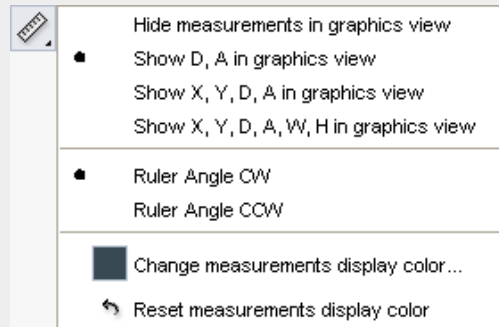 Hide measurements in graphics view
Show D, A in graphics view
Show X, Y, D, A in graphics view
Show X, Y, D, A, W, H in graphics view
Ruler Angle CW
Ruler Angle CCW
Change measurements display color...
Reset measurements display color